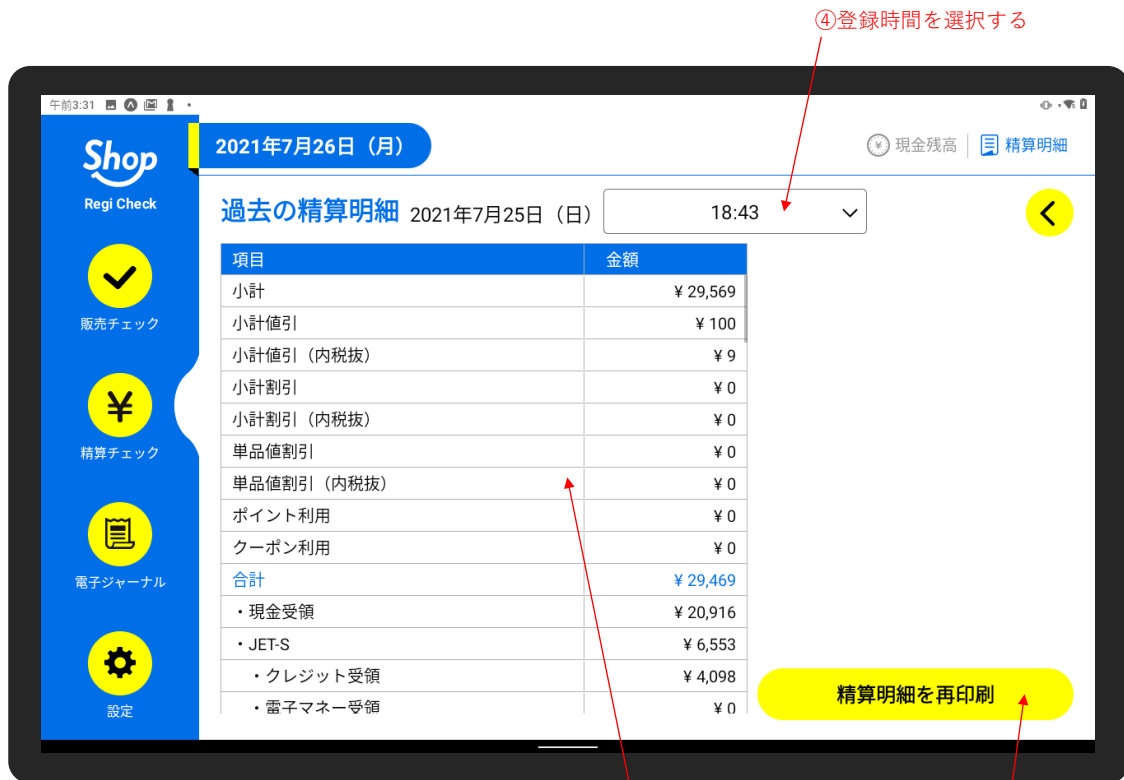 ④登録時間を選択する
午前3:31
Shop
Regi Check
2021年7月26日（月）
現金残高
精算明細
過去の精算明細 2021年7月25日（日） 18:43
項目 金額
小計 ¥ 29,569
小計値引 ¥ 100
小計値引（内税抜） ¥ 9
小計割引 ¥ 0
小計割引（内税抜） ¥ 0
単品値割引 ¥ 0
単品値割引（内税抜） ¥ 0
ポイント利用 ¥ 0
クーポン利用 ¥ 0
合計 ¥ 29,469
・現金受領 ¥ 20,916
・JET-S ¥ 6,553
・クレジット受領 ¥ 4,098
・電子マネー受領 ¥ 0
販売チェック
精算チェック
電子ジャーナル
設定
精算明細を再印刷